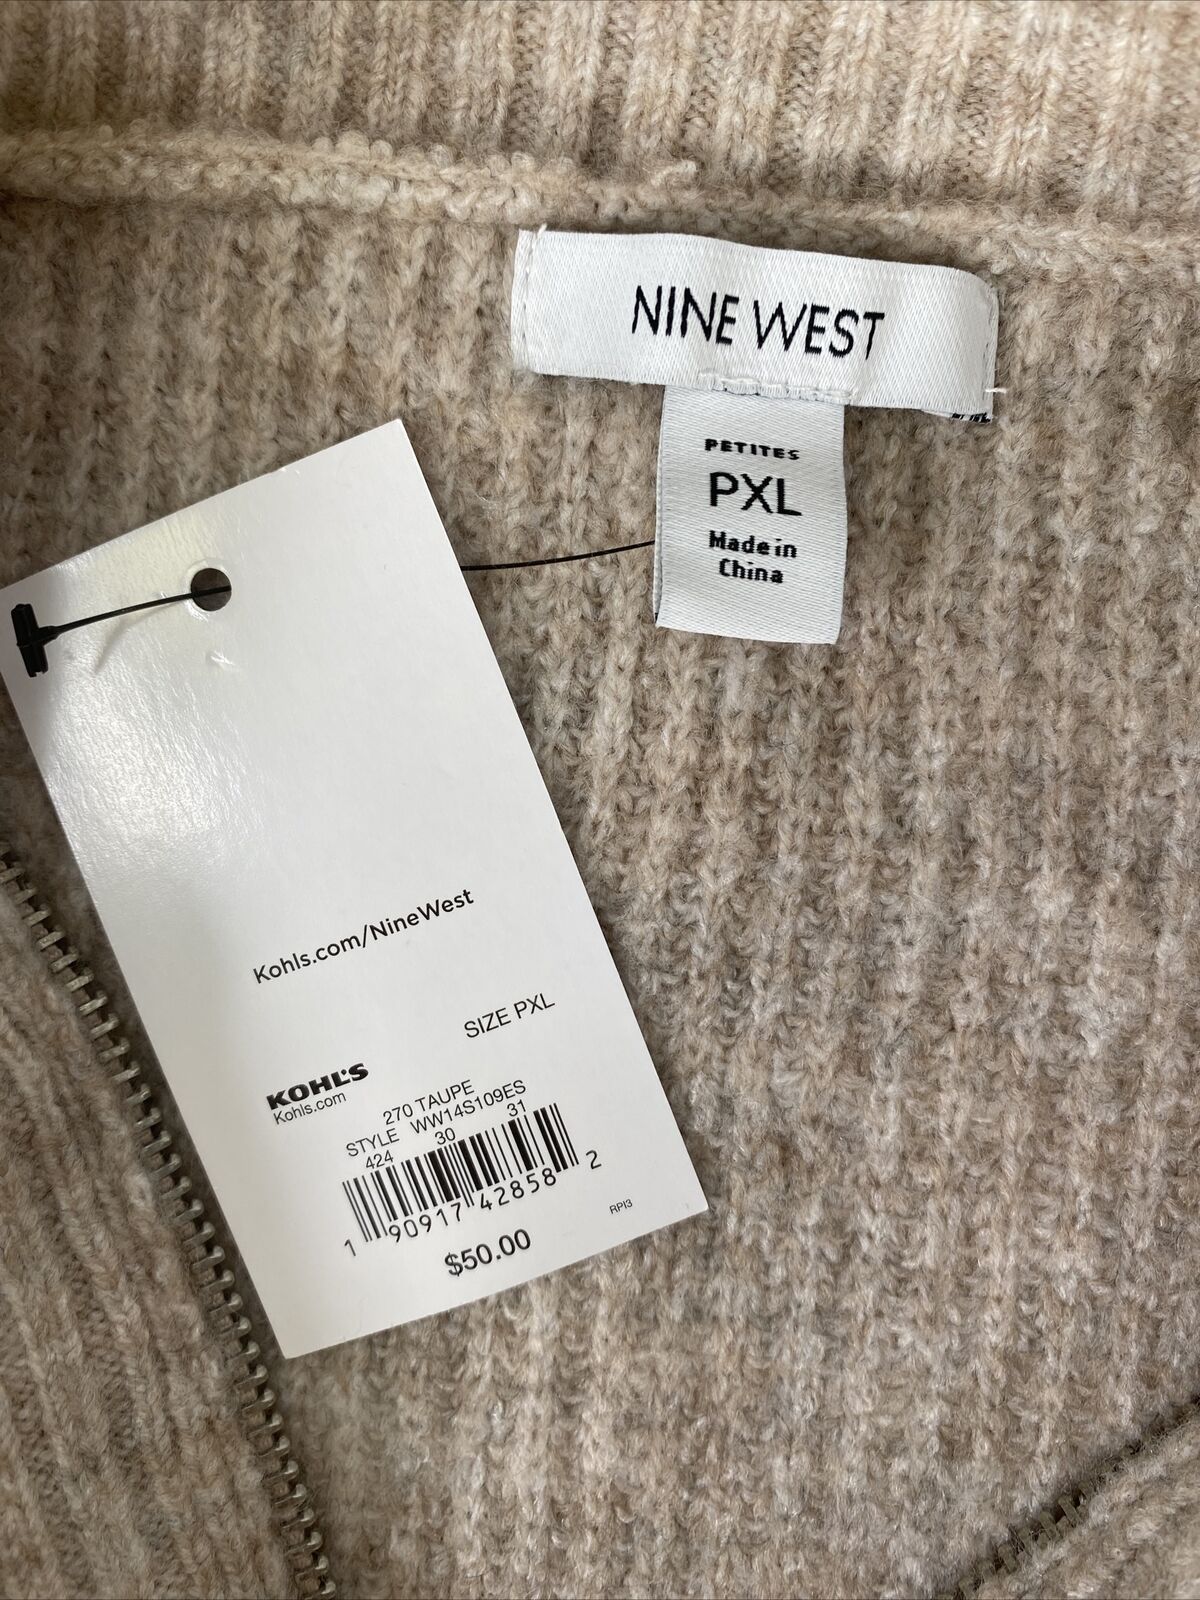 NINE WEST
PETITES
PXL
Made in
China
Kohls.com/NineWest
SIZE PXL
KOHL'S
Kohls.com
270 TAUPE
STYLE WW14S109ES
424 30 31
1 90917 42858 2
RPI3
$50.00